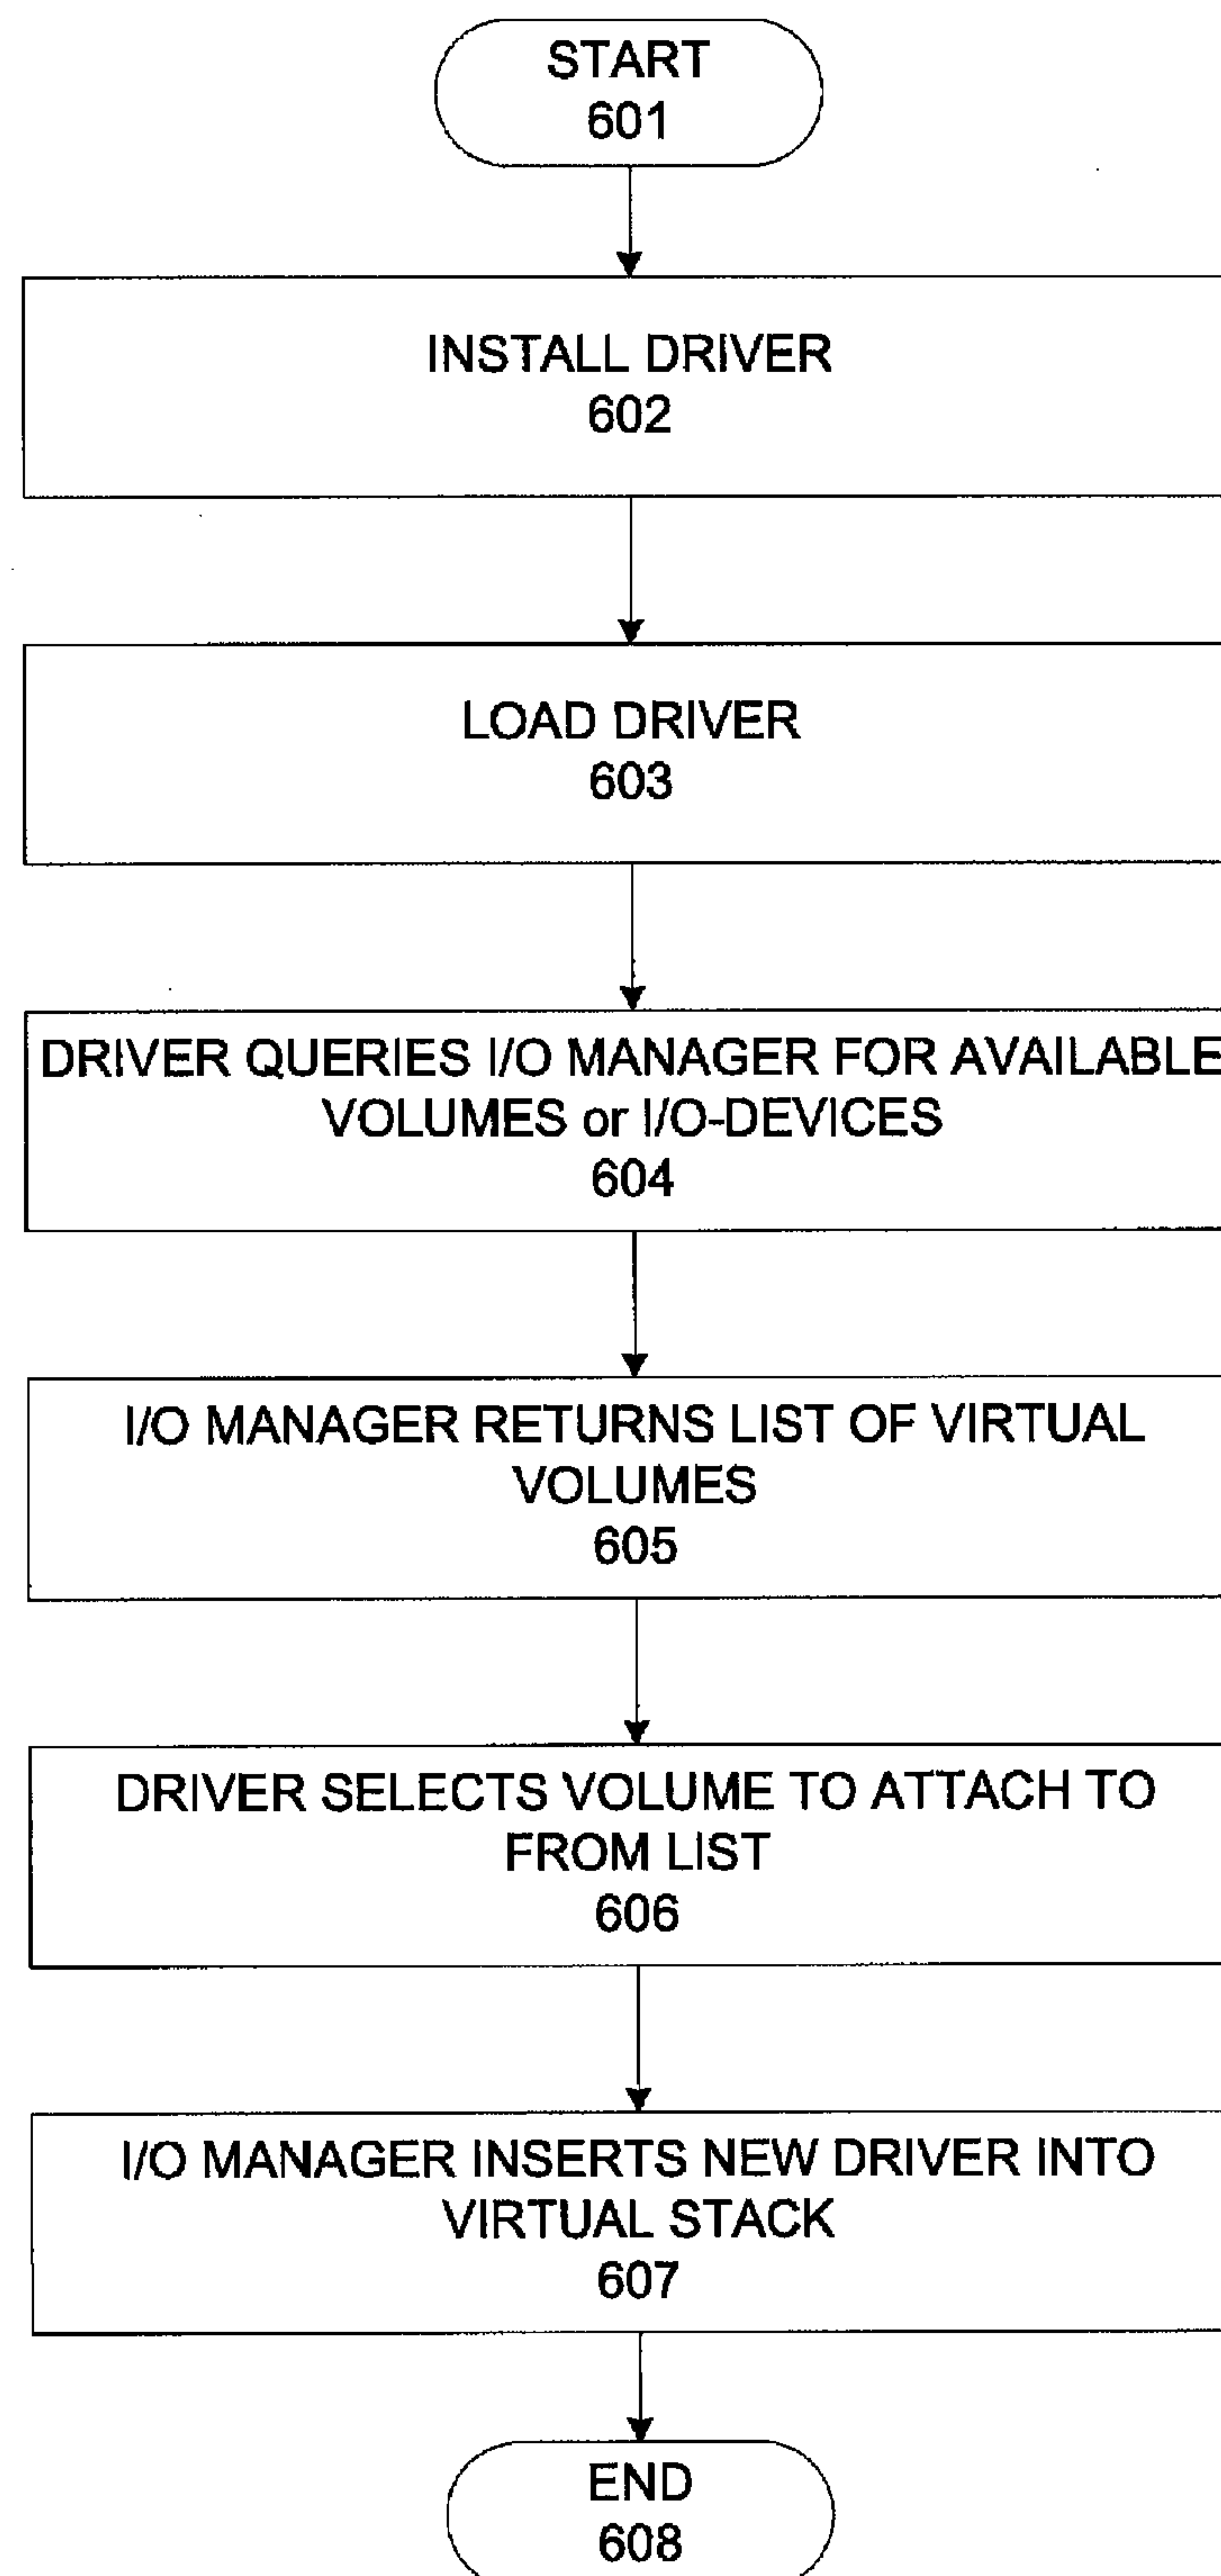 START
601
INSTALL DRIVER
602
LOAD DRIVER
603
DRIVER QUERIES I/O MANAGER FOR AVAILABLE
VOLUMES or I/O-DEVICES
604
I/O MANAGER RETURNS LIST OF VIRTUAL
VOLUMES
605
DRIVER SELECTS VOLUME TO ATTACH TO
FROM LIST
606
I/O MANAGER INSERTS NEW DRIVER INTO
VIRTUAL STACK
607
END
608